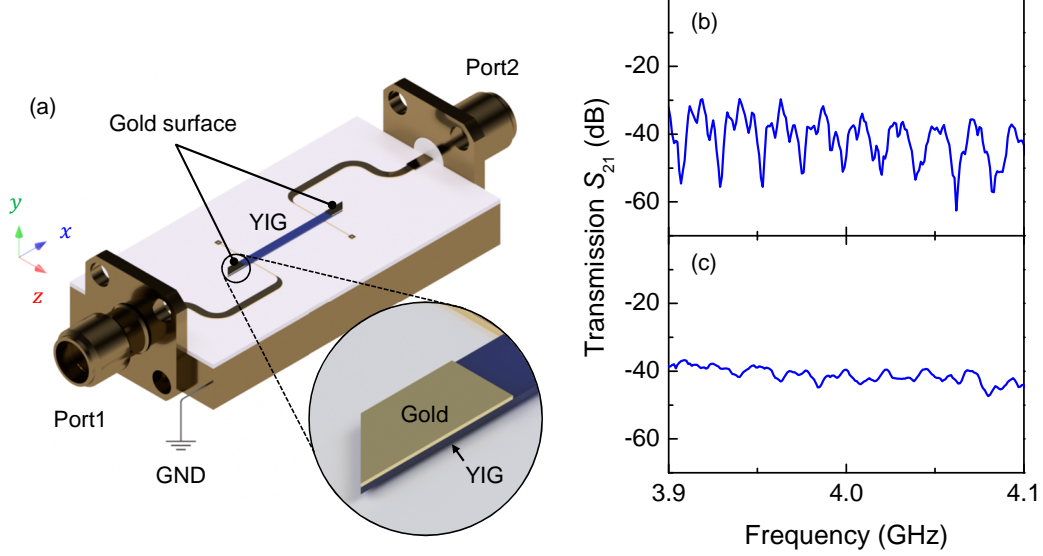 (a)
Gold surface
Port2
YIG
y
x
z
Port1
GND
Gold
YIG
Transmission S21 (dB)
(b)
-20
-40
-60
(c)
-20
-40
-60
3.9
4.0
4.1
Frequency (GHz)